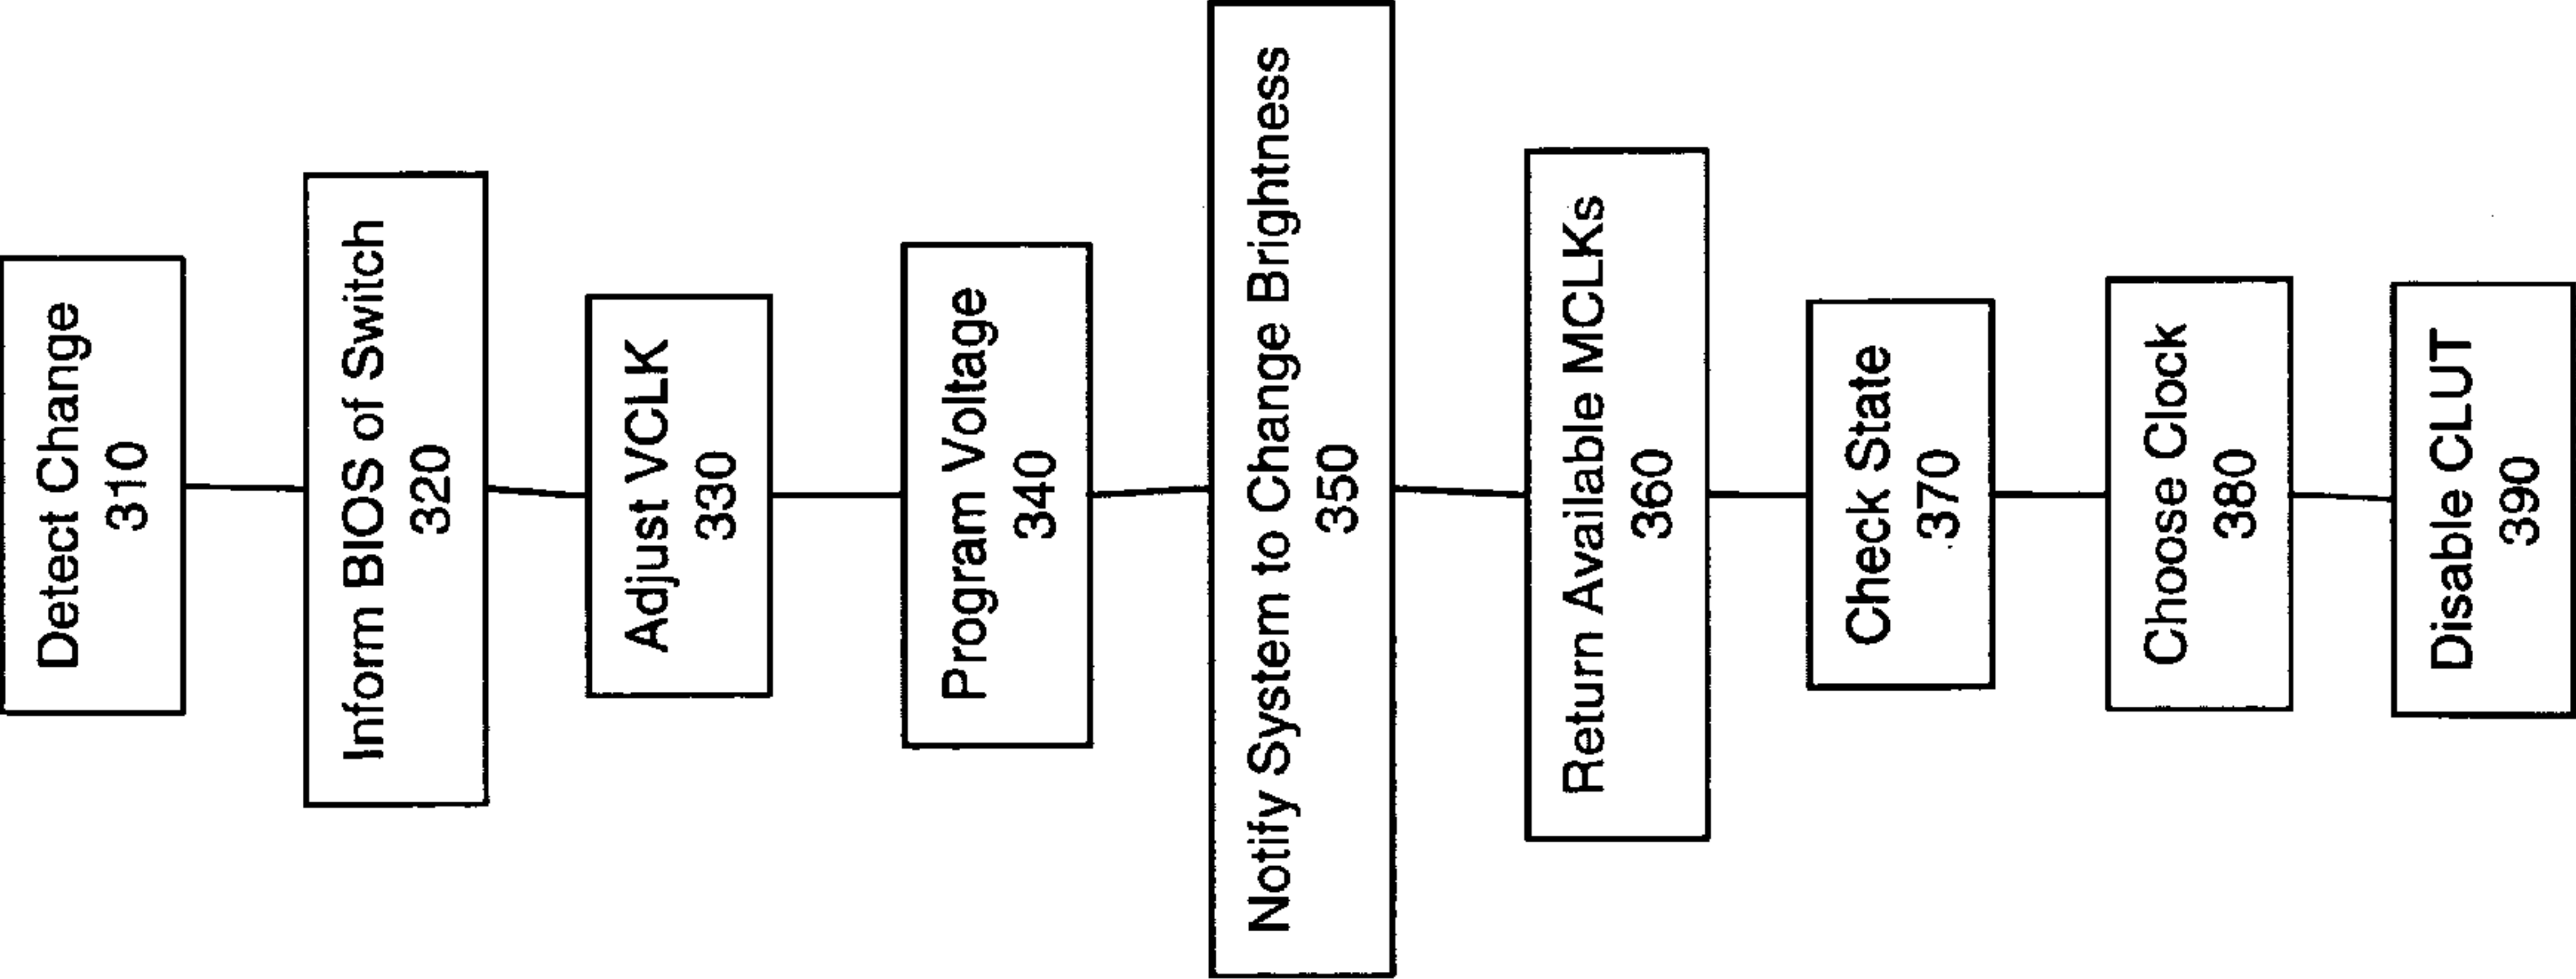 Detect Change
310
Inform BIOS of Switch
320
Adjust VCLK
330
Program Voltage
340
Notify System to Change Brightness
350
Return Available MCLKs
360
Check State
370
Choose Clock
380
Disable CLUT
390